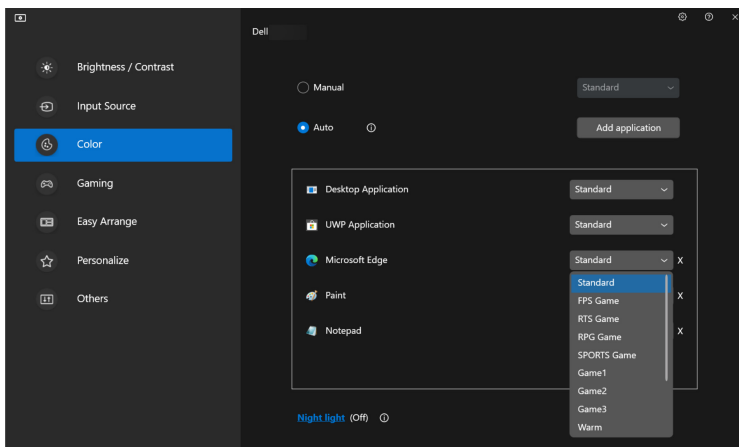 Dell
Brightness / Contrast
Input Source
Color
Gaming
Easy Arrange
Personalize
Others
Manual
Standard
Auto
Add application
Desktop Application
Standard
UWP Application
Standard
Microsoft Edge
Standard
X
Paint
X
Notepad
X
Standard
FPS Game
RTS Game
RPG Game
SPORTS Game
Game1
Game2
Game3
Warm
Night light (Off)